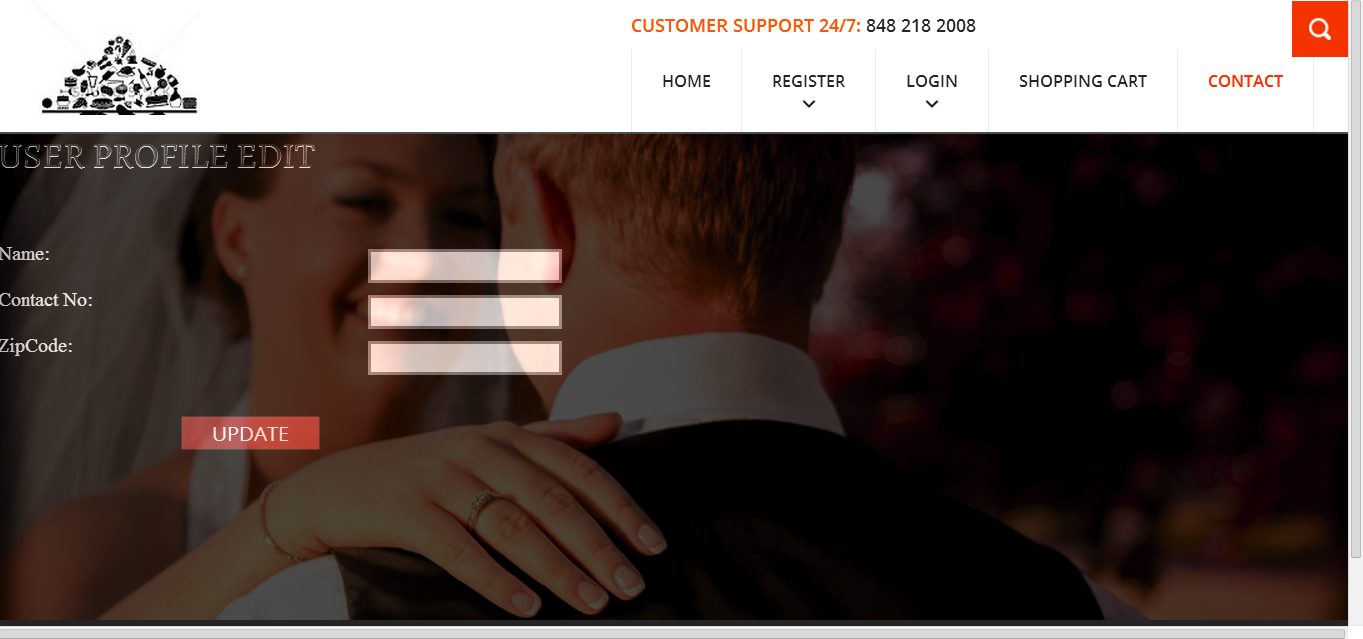 CUSTOMER SUPPORT 24/7: 848 218 2008
HOME REGISTER LOGIN SHOPPING CART CONTACT
USER PROFILE EDIT
Name:
Contact No:
ZipCode:
UPDATE